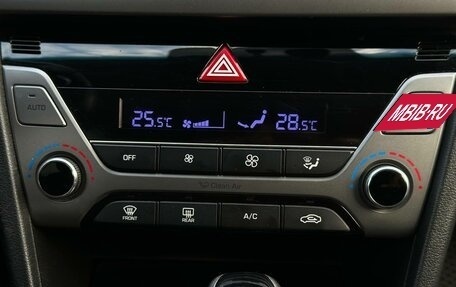 AUTO
25.5°C
28.5°C
MBIB.RU
OFF
Clean Air
FRONT
REAR
A/C